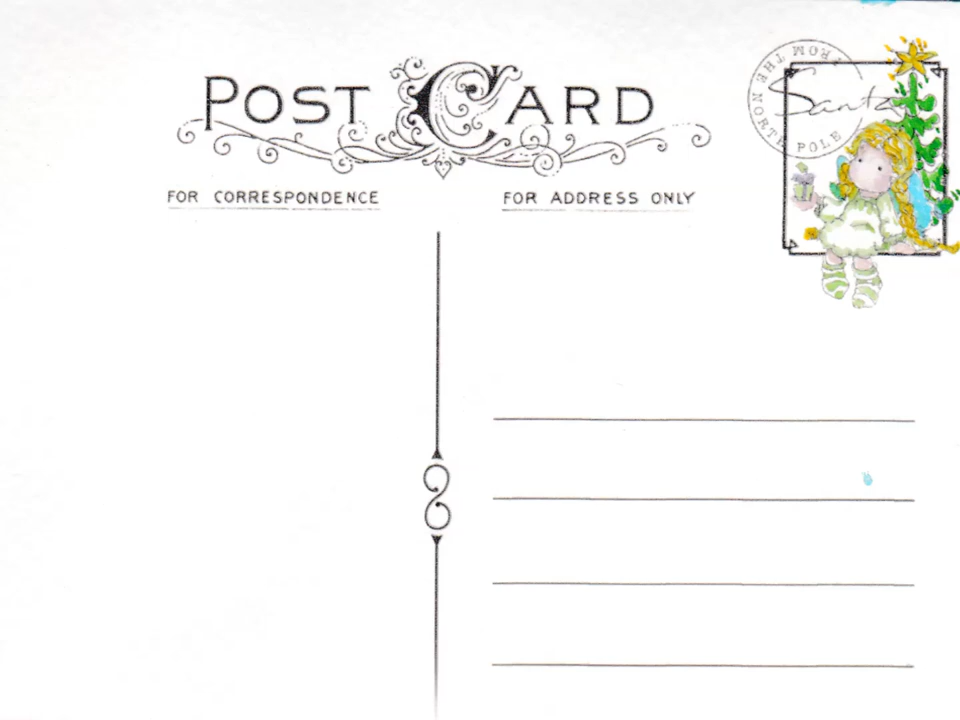 POST CARD
FROM THE NORTH POLE
Santa
FOR CORRESPONDENCE
FOR ADDRESS ONLY